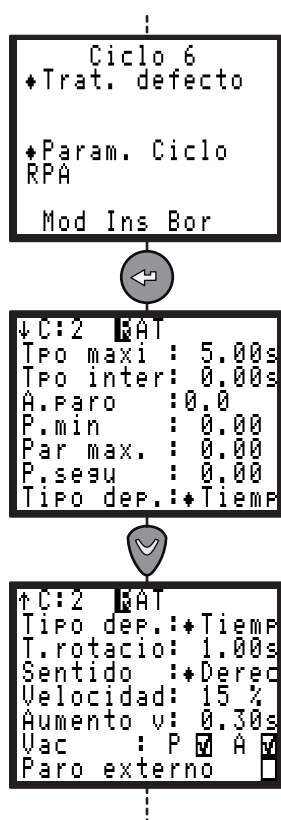 Ciclo 6
♦Trat. defecto
♦Param. Ciclo
RPA
Mod Ins Bor
↓C:2 RAT
Tpo maxi : 5.00s
Tpo inter: 0.00s
A.paro :0.0
P.min : 0.00
Par max. : 0.00
P.segu : 0.00
Tipo dep.:♦Tiemp
↑C:2 RAT
Tipo dep.:♦Tiemp
T.rotacio: 1.00s
Sentido :♦Derec
Velocidad: 15 %
Aumento v: 0.30s
Vac : P ☑ A ☑
Paro externo ☐